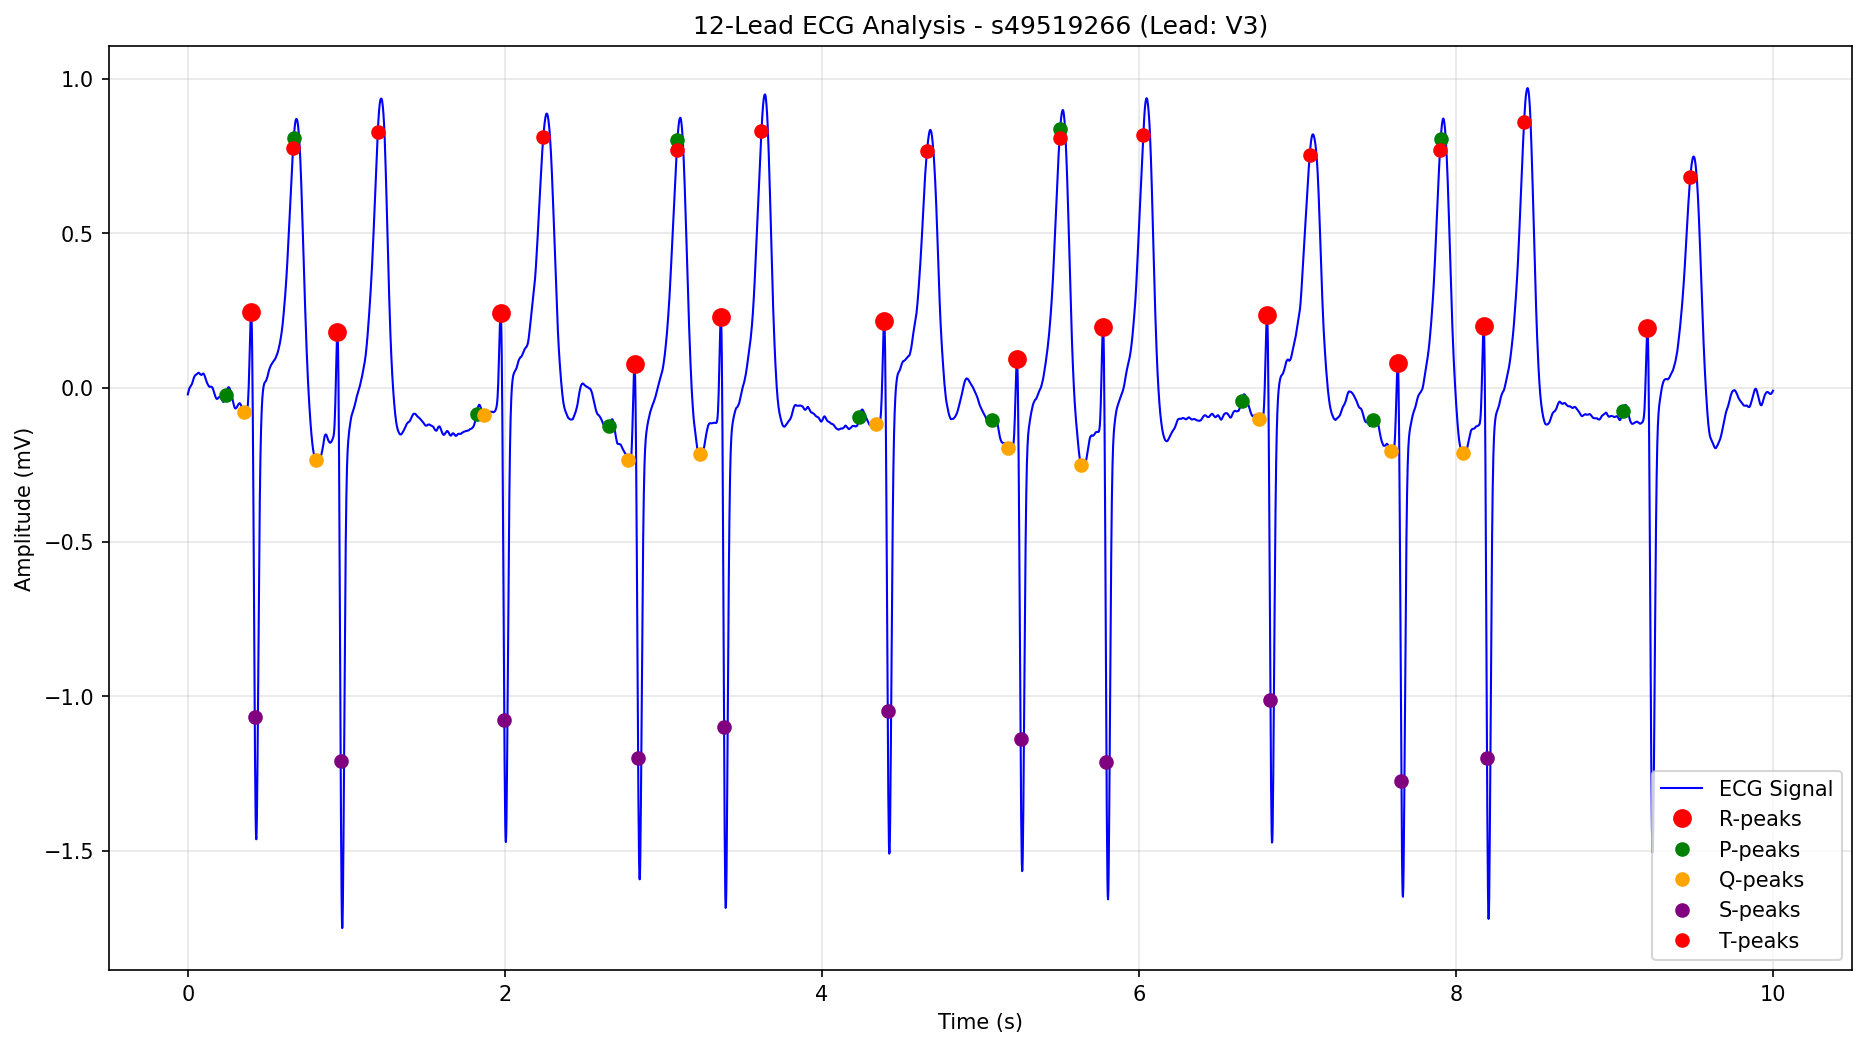 12-Lead ECG Analysis - s49519266 (Lead: V3)
1.0
0.5
0.0
−0.5
−1.0
−1.5
Amplitude (mV)
0
2
4
6
8
10
Time (s)
ECG Signal
R-peaks
P-peaks
Q-peaks
S-peaks
T-peaks